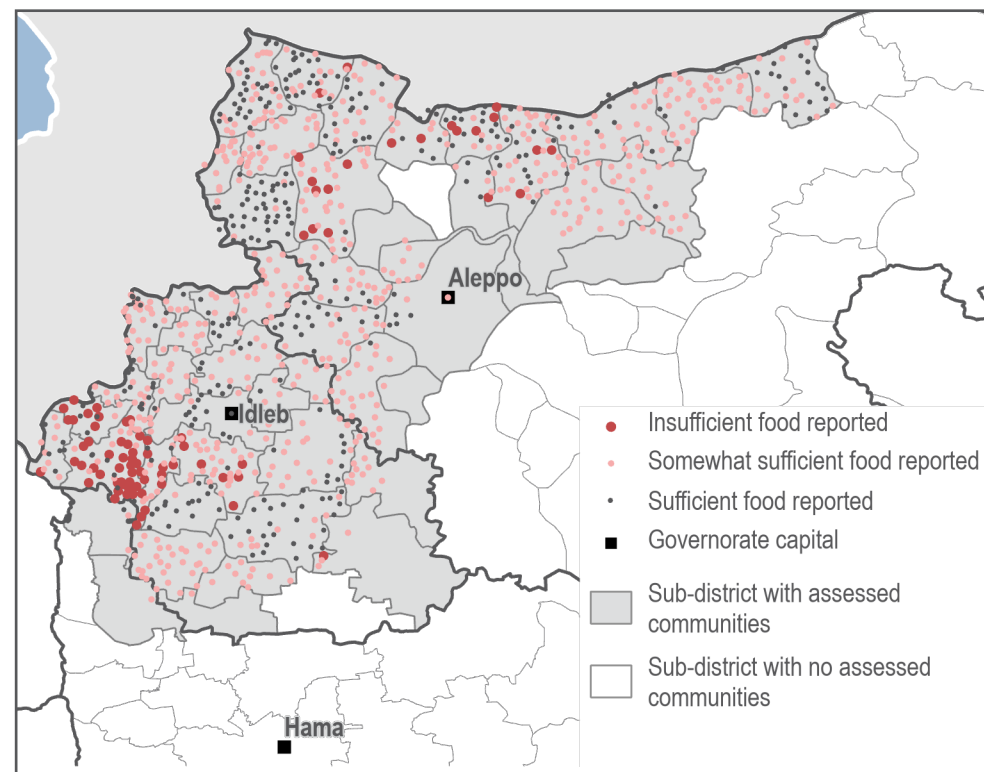 Aleppo
Idleb
Insufficient food reported
Somewhat sufficient food reported
Sufficient food reported
Governorate capital
Sub-district with assessed
communities
Sub-district with no assessed
communities
Hama